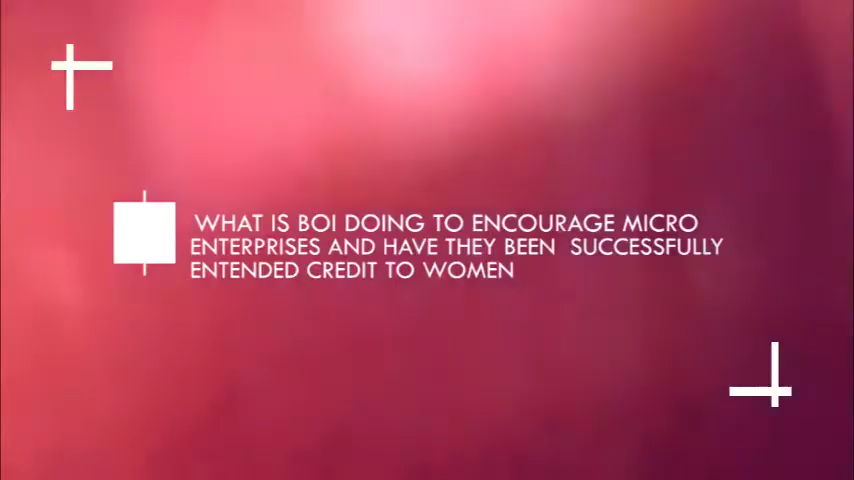 WHAT IS BOI DOING TO ENCOURAGE MICRO
ENTERPRISES AND HAVE THEY BEEN SUCCESSFULLY
ENTENDED CREDIT TO WOMEN